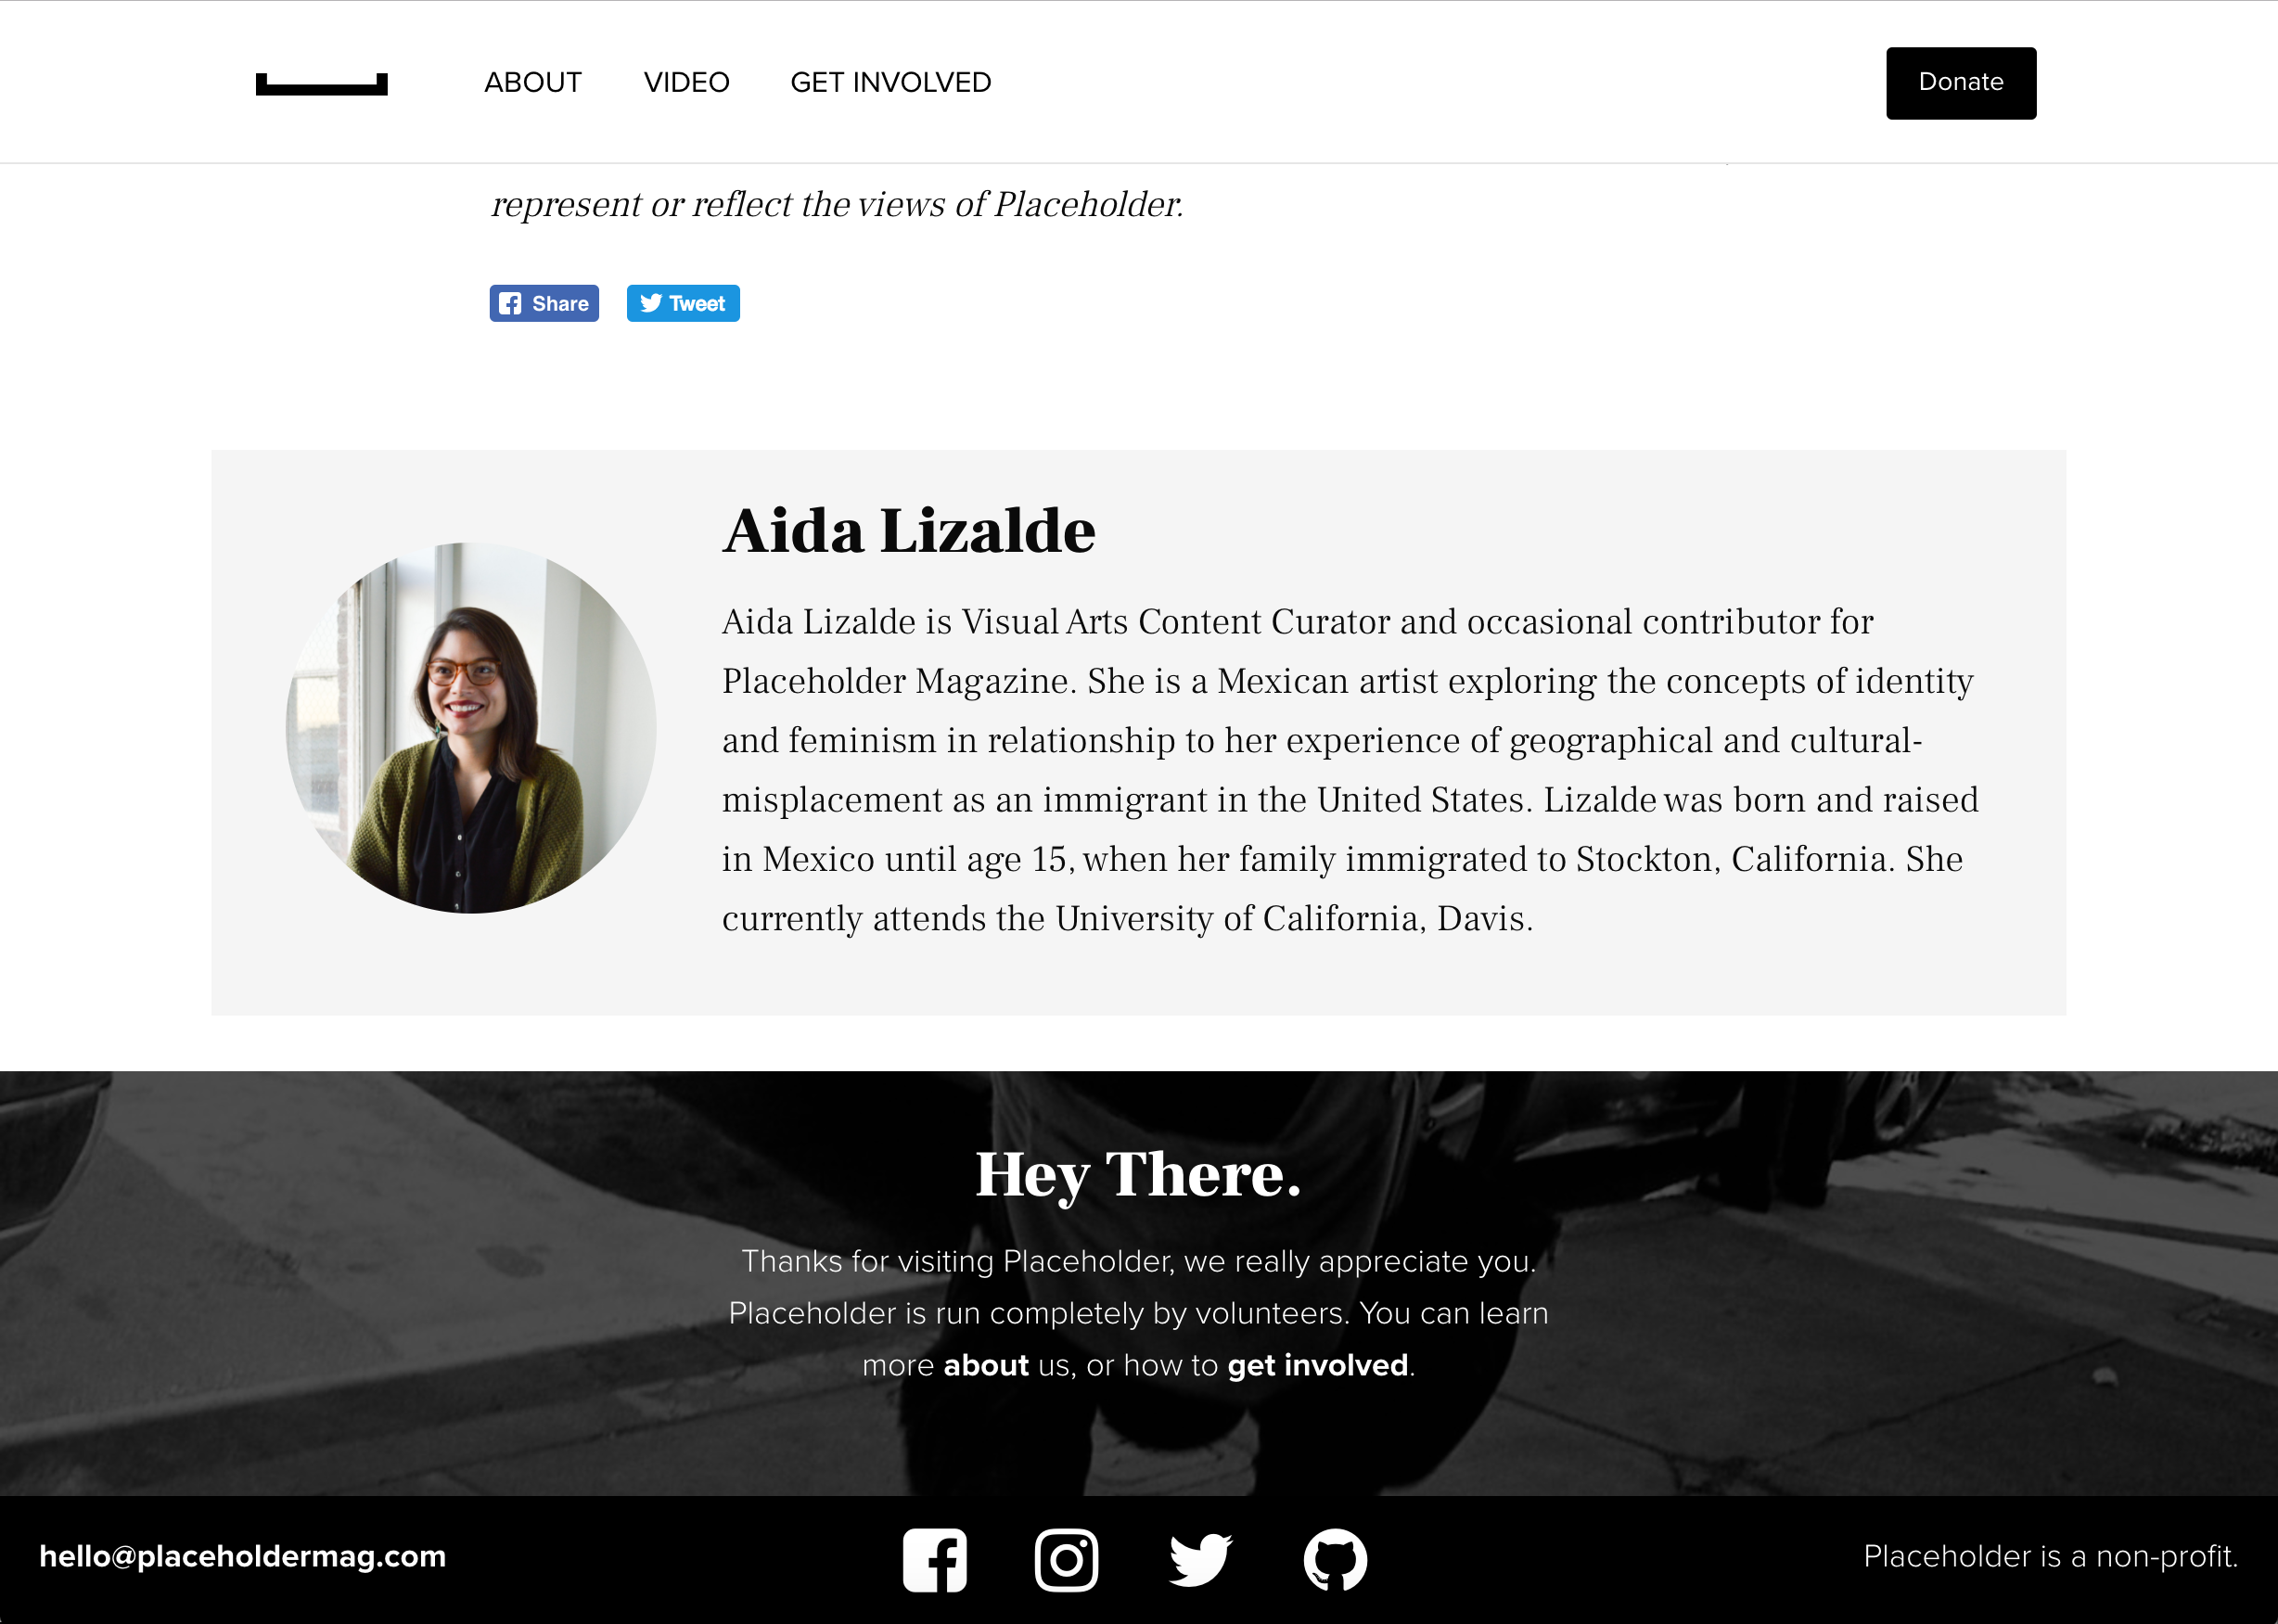 ABOUT VIDEO GET INVOLVED Donate
represent or reflect the views of Placeholder.
Share Tweet
Aida Lizalde
Aida Lizalde is Visual Arts Content Curator and occasional contributor for
Placeholder Magazine. She is a Mexican artist exploring the concepts of identity
and feminism in relationship to her experience of geographical and cultural-
misplacement as an immigrant in the United States. Lizalde was born and raised
in Mexico until age 15, when her family immigrated to Stockton, California. She
currently attends the University of California, Davis.
Hey There.
Thanks for visiting Placeholder, we really appreciate you.
Placeholder is run completely by volunteers. You can learn
more about us, or how to get involved.
hello@placeholdermag.com Placeholder is a non-profit.